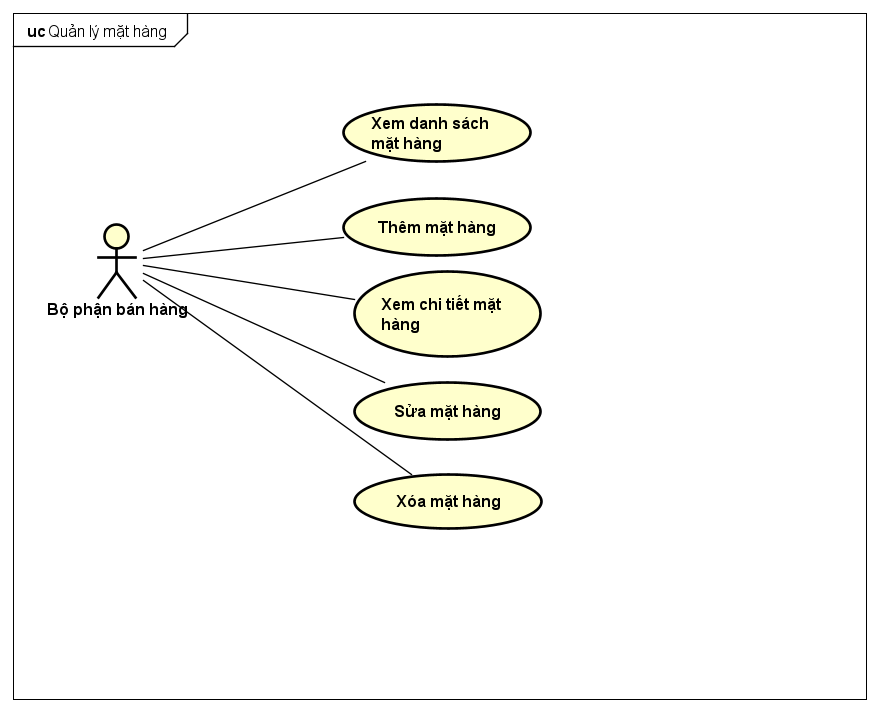 uc Quản lý mặt hàng
Xem danh sách
mặt hàng
Thêm mặt hàng
Bộ phận bán hàng
Xem chi tiết mặt
hàng
Sửa mặt hàng
Xóa mặt hàng